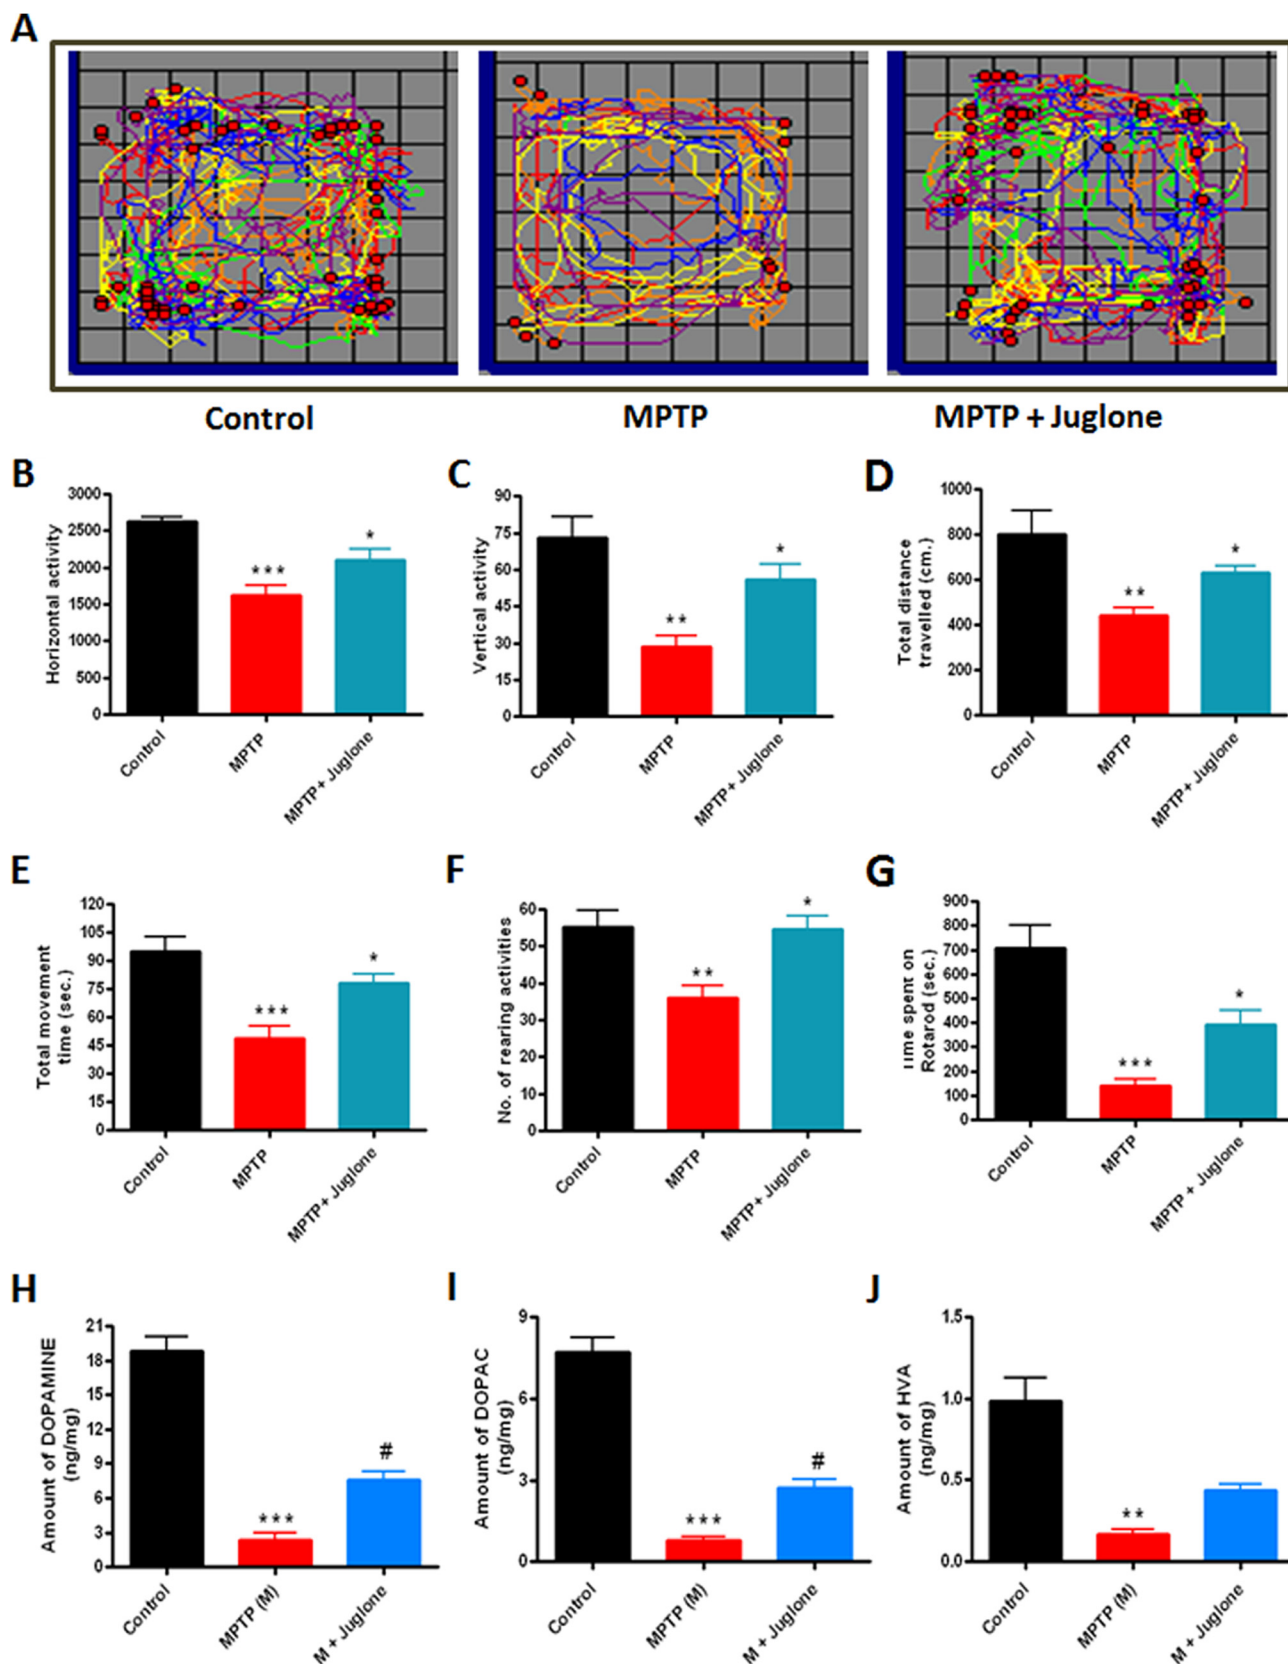 A
Control
MPTP
MPTP + Juglone
B
Horizontal activity
3000
2500
2000
1500
1000
500
0
***
*
Control
MPTP
MPTP+ Juglone
C
Vertical activity
90
75
60
45
30
15
0
**
*
Control
MPTP
MPTP+ Juglone
D
Total distance
travelled (cm.)
1000
800
600
400
200
0
**
*
Control
MPTP
MPTP+ Juglone
E
Total movement
time (sec.)
120
105
90
75
60
45
30
15
0
***
*
Control
MPTP
MPTP+ Juglone
F
No. of rearing activities
60
50
40
30
20
10
0
**
*
Control
MPTP
MPTP+ Juglone
G
Time spent on
Rotarod (sec.)
900
800
700
600
500
400
300
200
100
0
***
*
Control
MPTP
MPTP + Juglone
H
Amount of DOPAMINE
(ng/mg)
21
18
15
12
9
6
3
0
***
#
Control
MPTP (M)
M + Juglone
I
Amount of DOPAC
(ng/mg)
9
6
3
0
***
#
Control
MPTP (M)
M + Juglone
J
Amount of HVA
(ng/mg)
1.5
1.0
0.5
0.0
**
Control
MPTP (M)
M + Juglone